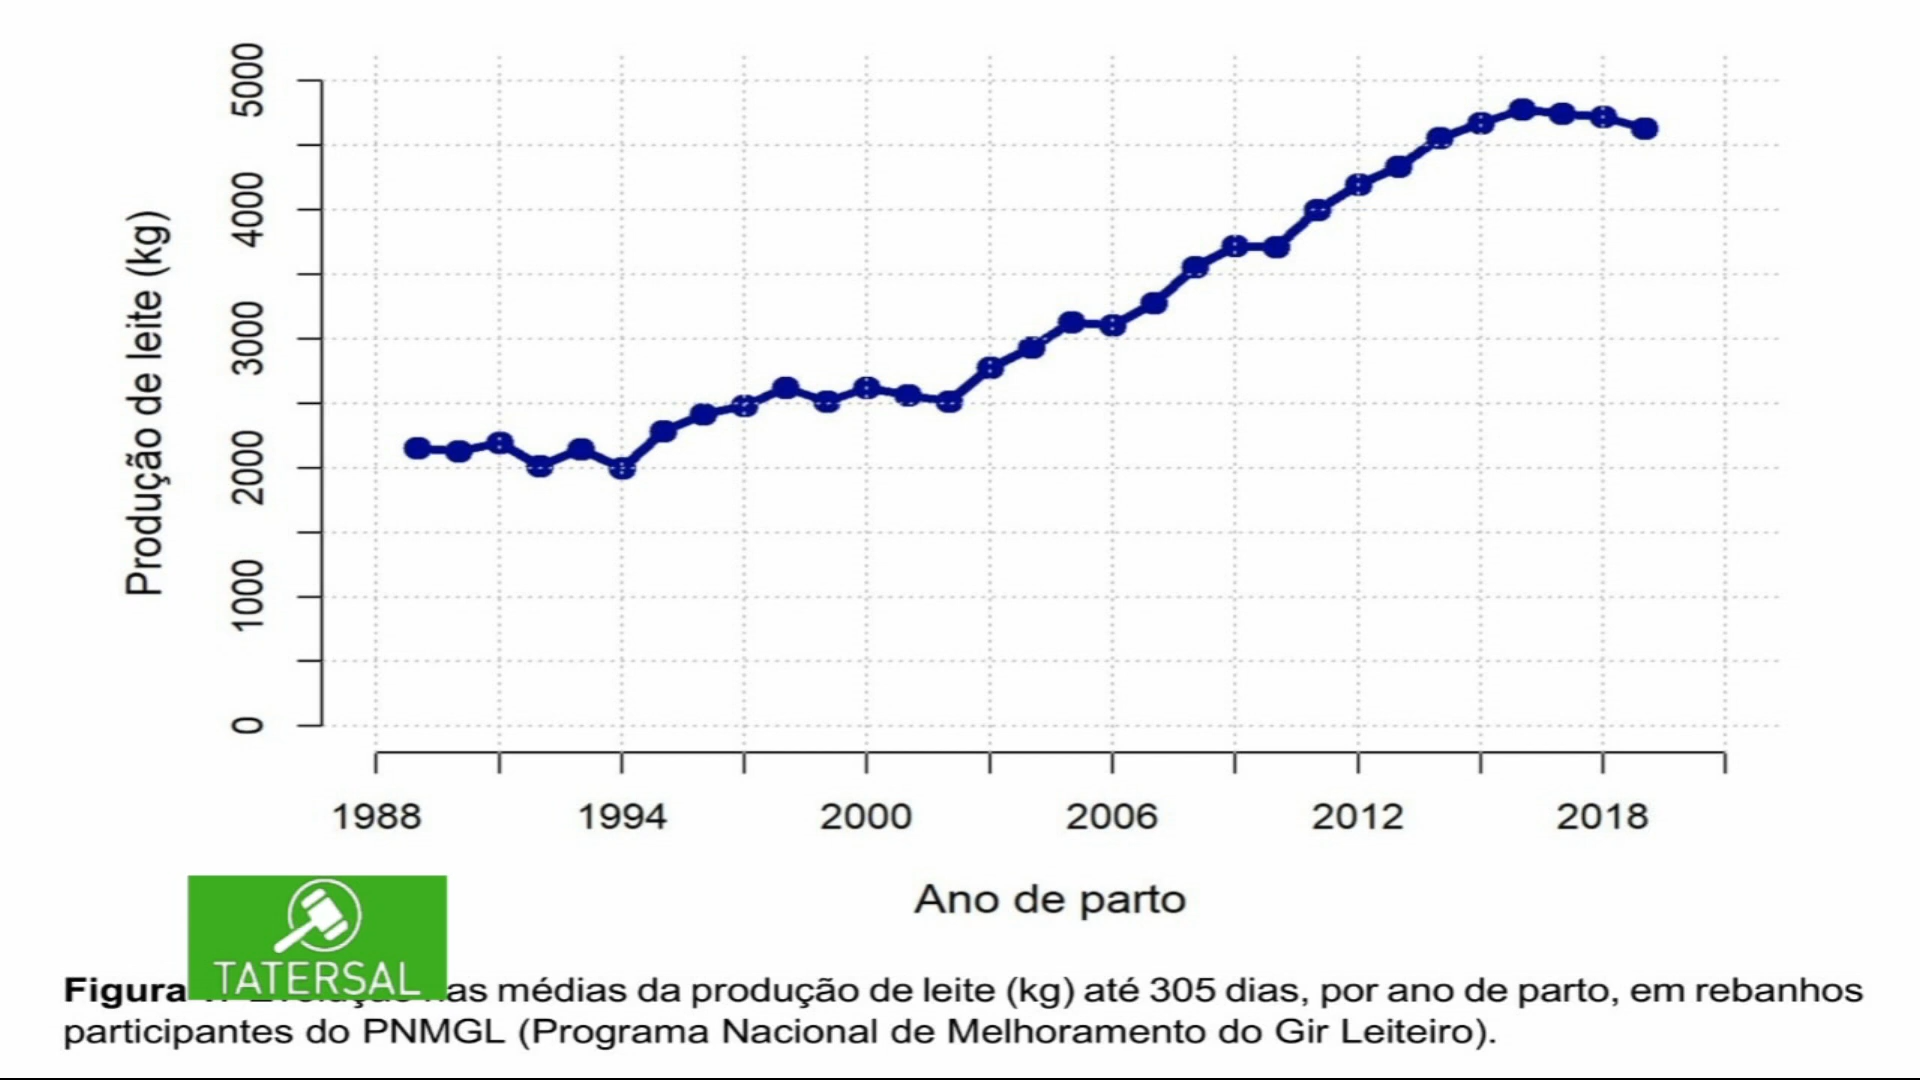 Produção de leite (kg)
5000
4000
3000
2000
1000
0
1988 1994 2000 2006 2012 2018
Ano de parto
TATERSAL
Figura nas médias da produção de leite (kg) até 305 dias, por ano de parto, em rebanhos
participantes do PNMGL (Programa Nacional de Melhoramento do Gir Leiteiro).